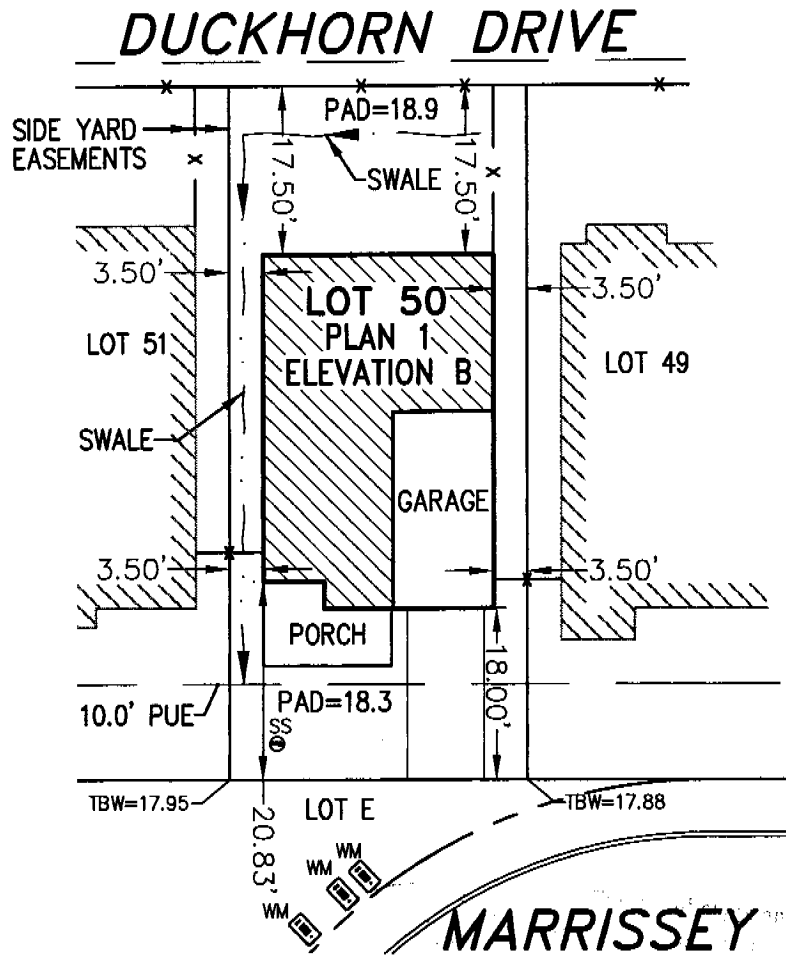 DUCKHORN DRIVE
PAD=18.9
SIDE YARD
EASEMENTS
17.50'
17.50'
SWALE
3.50'
3.50'
LOT 50
PLAN 1
ELEVATION B
LOT 51
LOT 49
SWALE
GARAGE
3.50'
3.50'
PORCH
18.00'
10.0' PUE
PAD=18.3
SS
TBW=17.95
LOT E
TBW=17.88
20.83'
WM
WM
WM
MARRISSEY